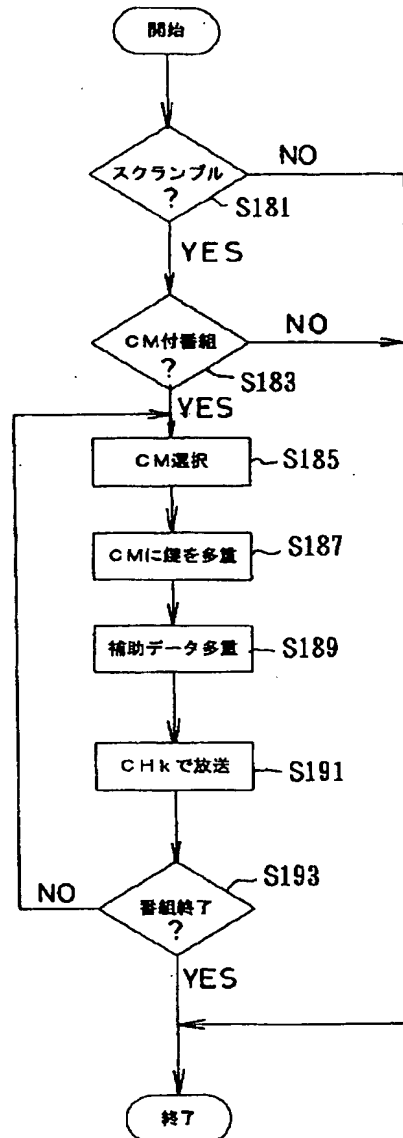 開始
スクランブル
?
NO
S181
YES
CM付番組
?
NO
S183
YES
CM選択
S185
CMに鍵を多重
S187
補助データ多重
S189
CHkで放送
S191
S193
番組終了
?
NO
YES
終了